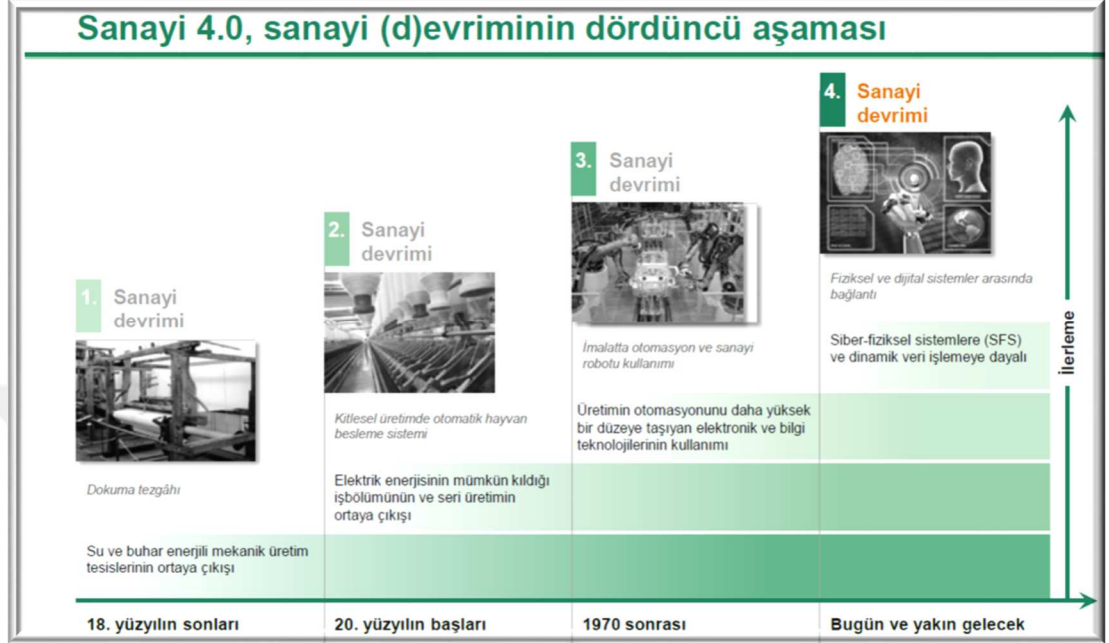 Sanayi 4.0, sanayi (d)evriminin dördüncü aşaması
4. Sanayi
devrimi
3. Sanayi
devrimi
2. Sanayi
devrimi
1. Sanayi
devrimi
Fiziksel ve dijital sistemler arasında
bağlantı
Siber-fiziksel sistemlere (SFS)
ve dinamik veri işlemeye dayalı
İmalatta otomasyon ve sanayi
robotu kullanımı
Üretimin otomasyonunu daha yüksek
bir düzeye taşıyan elektronik ve bilgi
teknolojilerinin kullanımı
Kitlesel üretimde otomatik hayvan
besleme sistemi
Elektrik enerjisinin mümkün kıldığı
işbölümünün ve seri üretimin
ortaya çıkışı
Dokuma tezgâhı
Su ve buhar enerjili mekanik üretim
tesislerinin ortaya çıkışı
İlerleme
18. yüzyılın sonları
20. yüzyılın başları
1970 sonrası
Bugün ve yakın gelecek